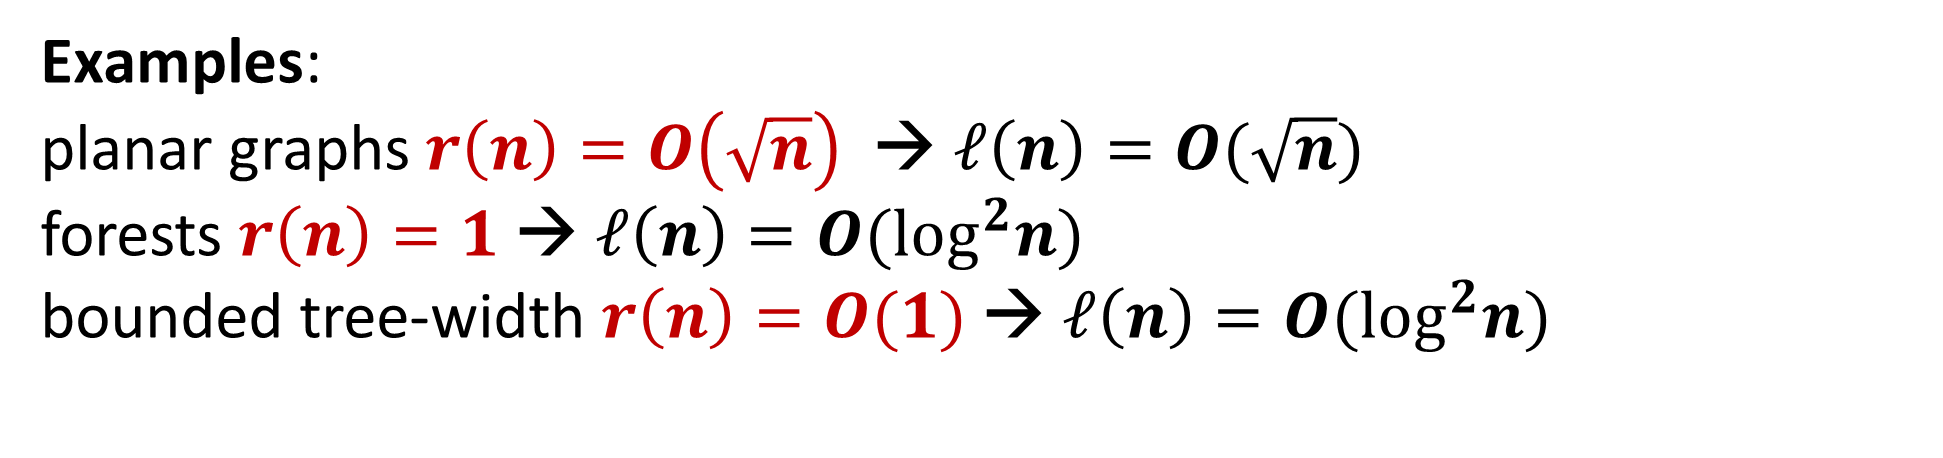 Examples:
planar graphs r(n) = O(√n) → ℓ(n) = O(√n)
forests r(n) = 1 → ℓ(n) = O(log²n)
bounded tree-width r(n) = O(1) → ℓ(n) = O(log²n)